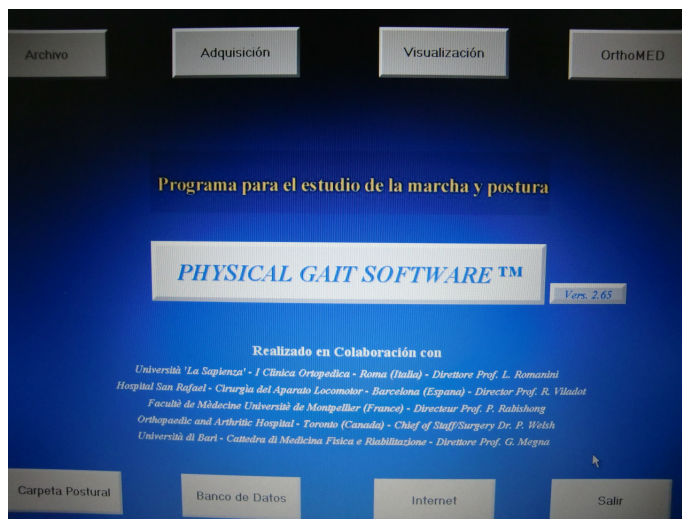 Archivo
Adquisición
Visualización
OrthoMED
Programa para el estudio de la marcha y postura
PHYSICAL GAIT SOFTWARE ™
Vers. 2.65
Realizado en Colaboración con
Università 'La Sapienza' - I Clinica Ortopedica - Roma (Italia) - Direttore Prof. L. Romanini
Hospital San Rafael - Cirurgìa del Aparato Locomotor - Barcelona (Espana) - Director Prof. R. Viladot
Facultè de Mèdecine Universitè de Montpellier (France) - Directeur Prof. P. Rabishong
Orthopaedic and Arthritic Hospital - Toronto (Canada) - Chief of Staff/Surgery Dr. P. Welsh
Università di Bari - Cattedra di Medicina Fisica e Riabilitazione - Direttore Prof. G. Megna
Carpeta Postural
Banco de Datos
Internet
Salir